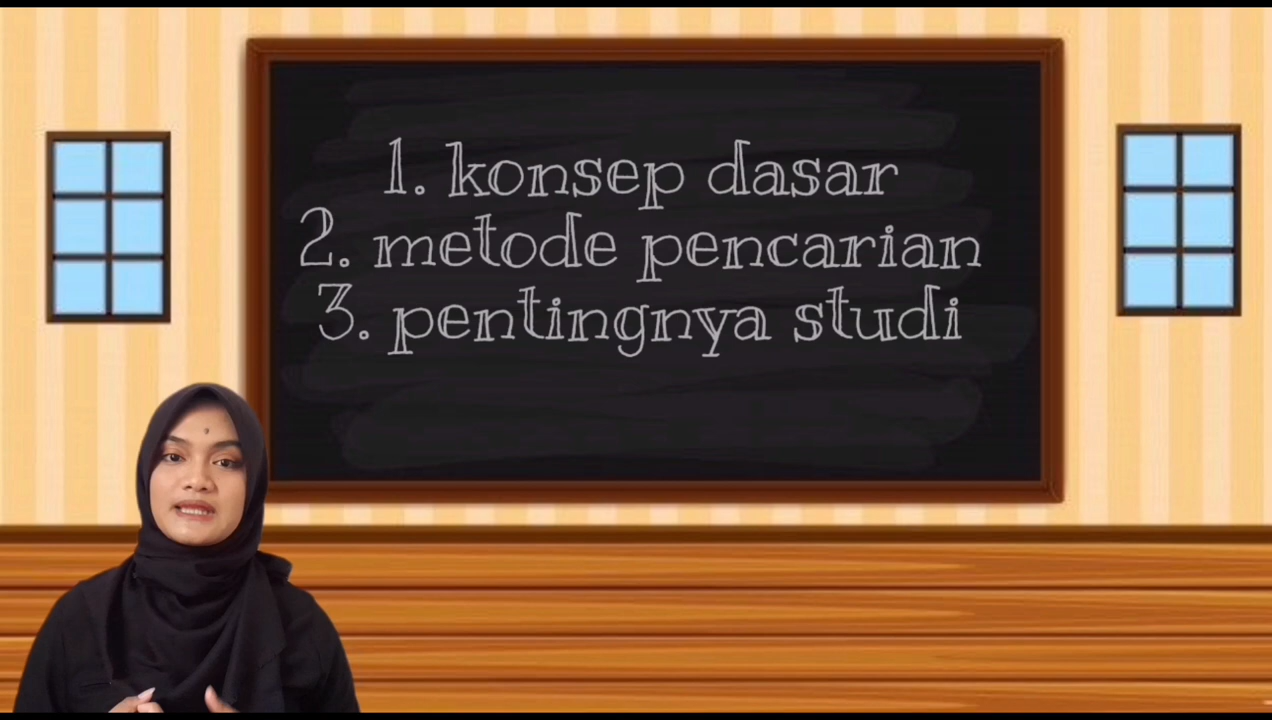 1. konsep dasar
2. metode pencarian
3. pentingnya studi